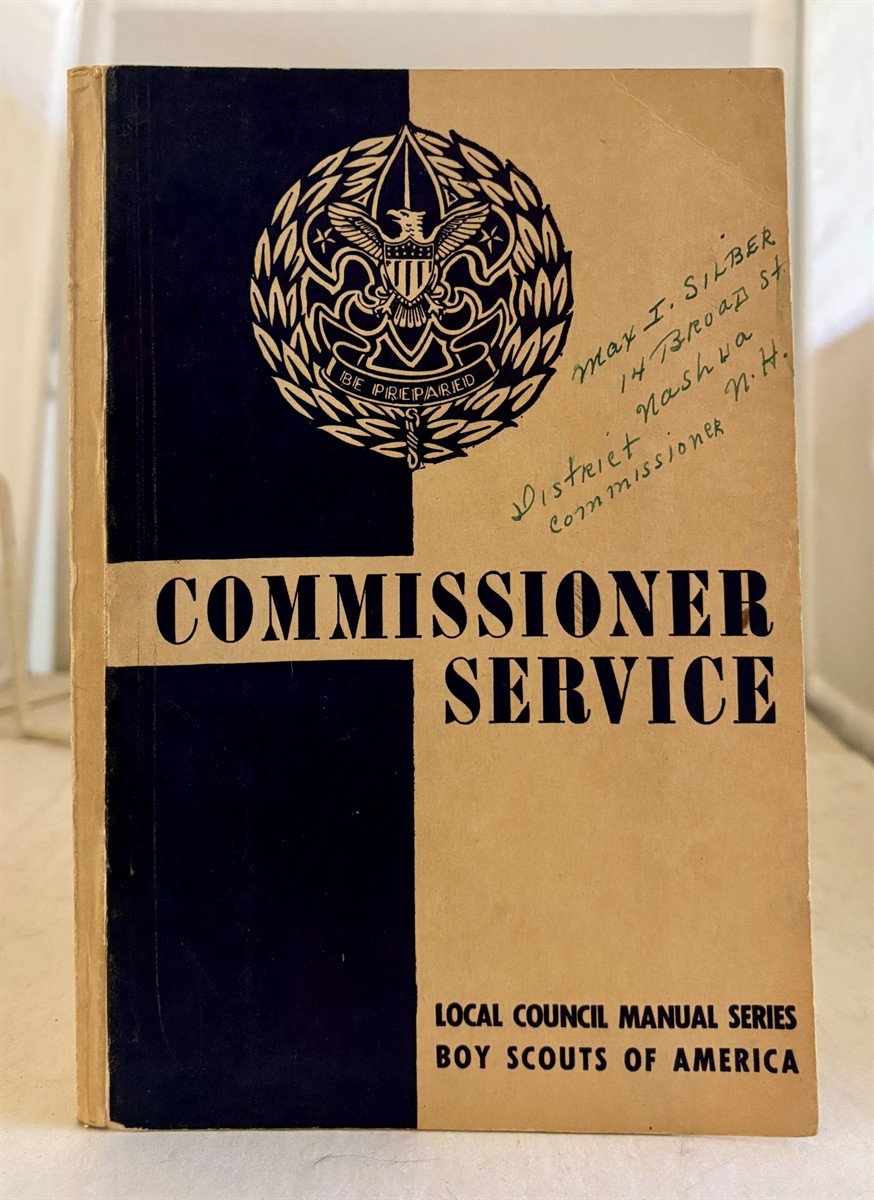 BE PREPARED
Max I. SILBER
14 BROAD St.
Nashua
N.H.
District
Commissioner
COMMISSIONER
SERVICE
LOCAL COUNCIL MANUAL SERIES
BOY SCOUTS OF AMERICA